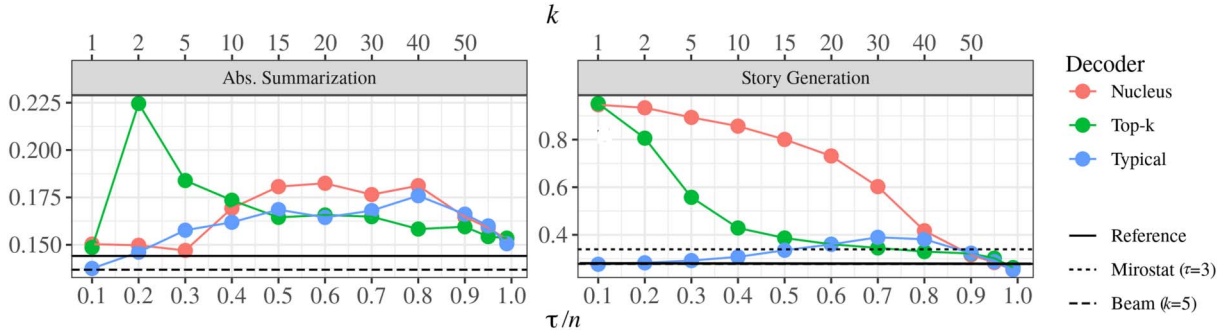 k
1 2 5 10 15 20 30 40 50
1 2 5 10 15 20 30 40 50
Abs. Summarization
Story Generation
0.225
0.200
0.175
0.150
0.8
0.6
0.4
0.1 0.2 0.3 0.4 0.5 0.6 0.7 0.8 0.9 1.0
0.1 0.2 0.3 0.4 0.5 0.6 0.7 0.8 0.9 1.0
τ/n
Decoder
Nucleus
Top-k
Typical
Reference
Mirostat (τ=3)
Beam (k=5)